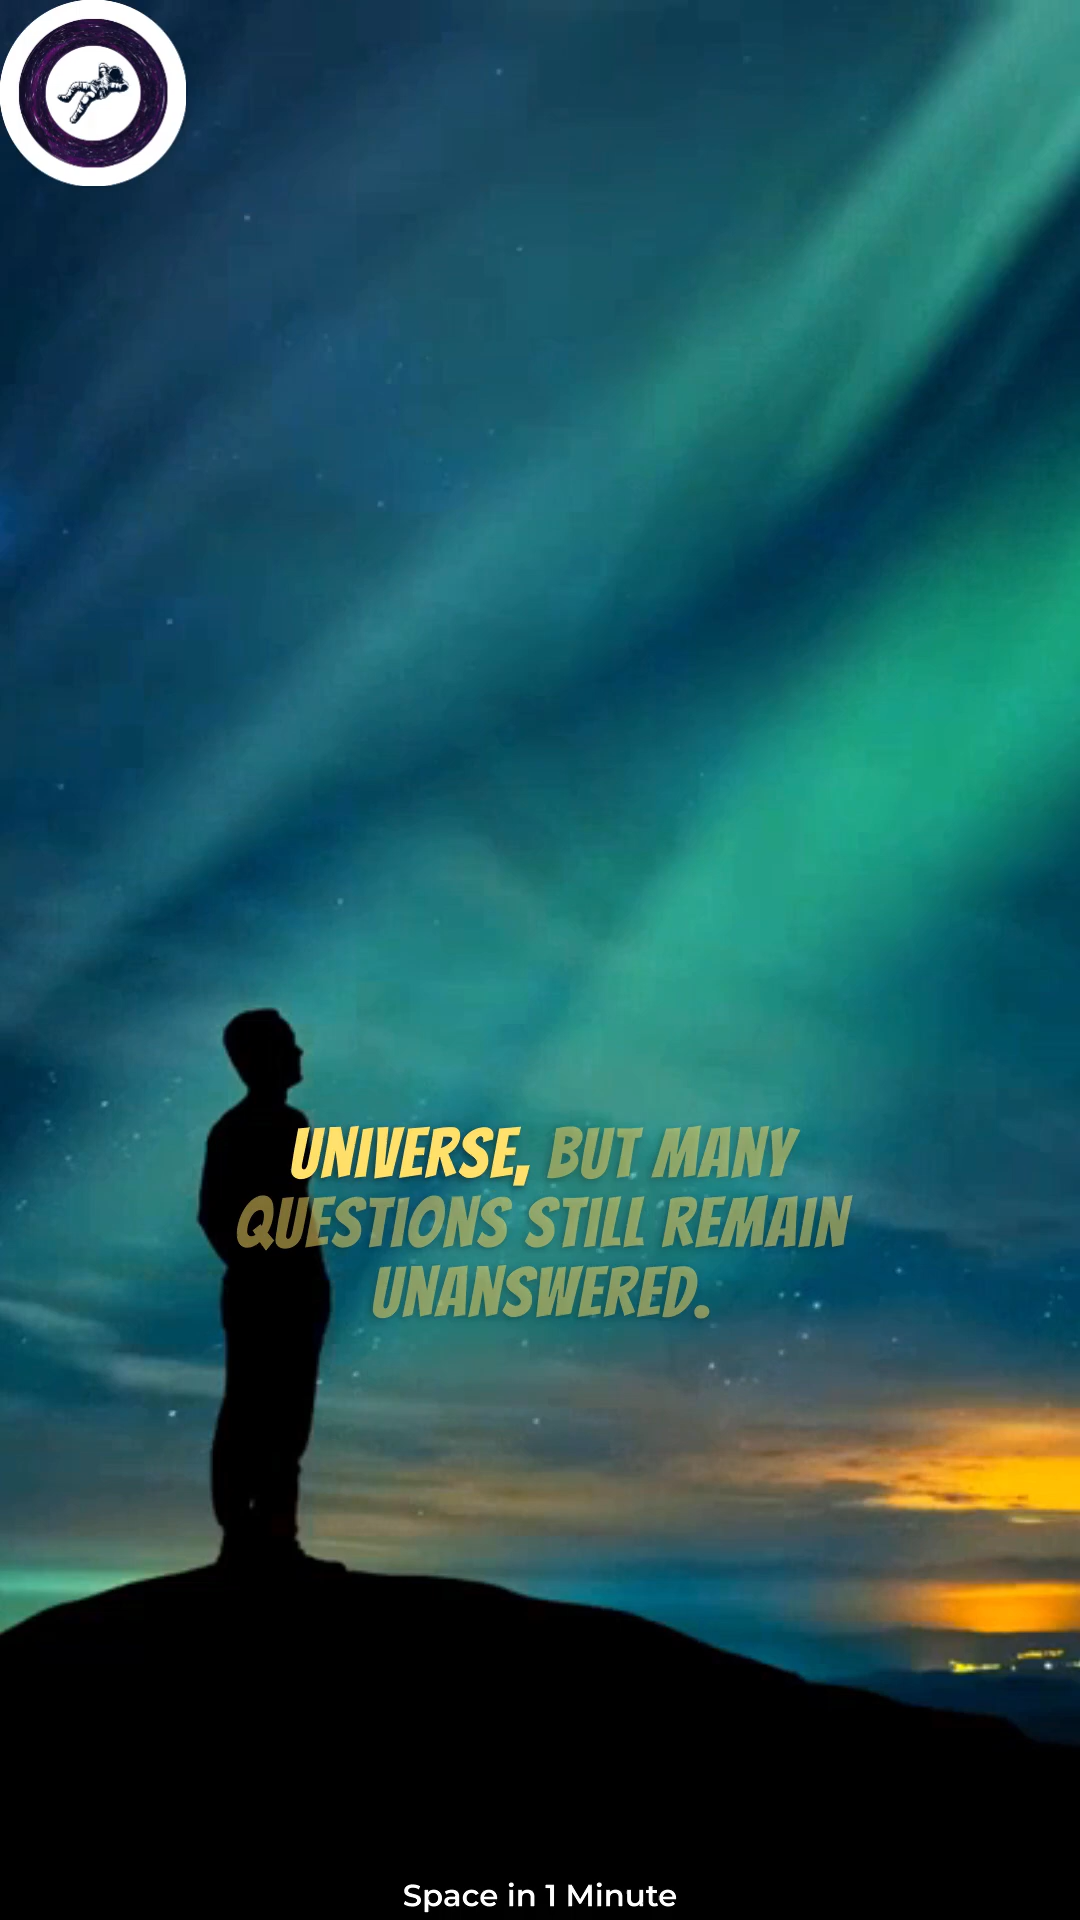 UNIVERSE, BUT MANY
QUESTIONS STILL REMAIN
UNANSWERED.
Space in 1 Minute